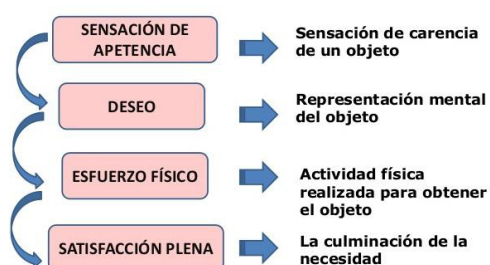 SENSACIÓN DE
APETENCIA
Sensación de carencia
de un objeto
DESEO
Representación mental
del objeto
ESFUERZO FÍSICO
Actividad física
realizada para obtener
el objeto
SATISFACCIÓN PLENA
La culminación de la
necesidad